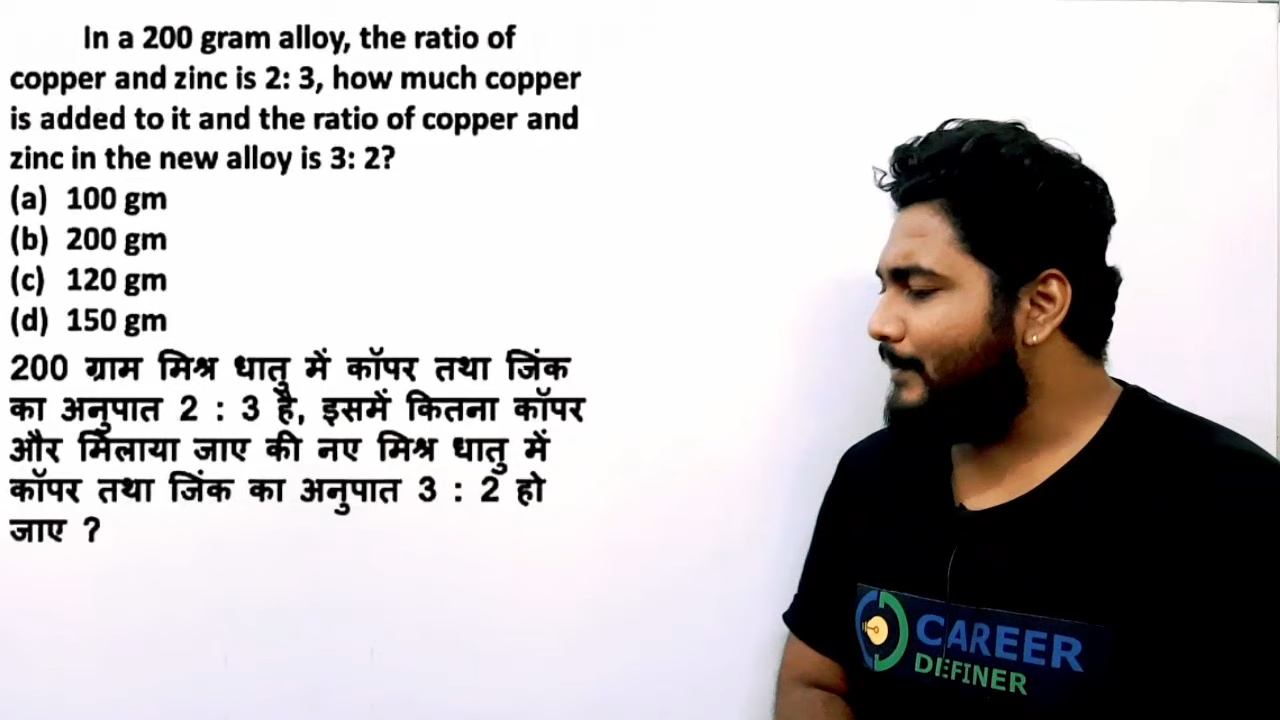 In a 200 gram alloy, the ratio of
copper and zinc is 2: 3, how much copper
is added to it and the ratio of copper and
zinc in the new alloy is 3: 2?
(a) 100 gm
(b) 200 gm
(c) 120 gm
(d) 150 gm
200 ग्राम मिश्र धातु में कॉपर तथा जिंक
का अनुपात 2 : 3 है, इसमें कितना कॉपर
और मिलाया जाए की नए मिश्र धातु में
कॉपर तथा जिंक का अनुपात 3 : 2 हो
जाए ?
CAREER
DEFINER